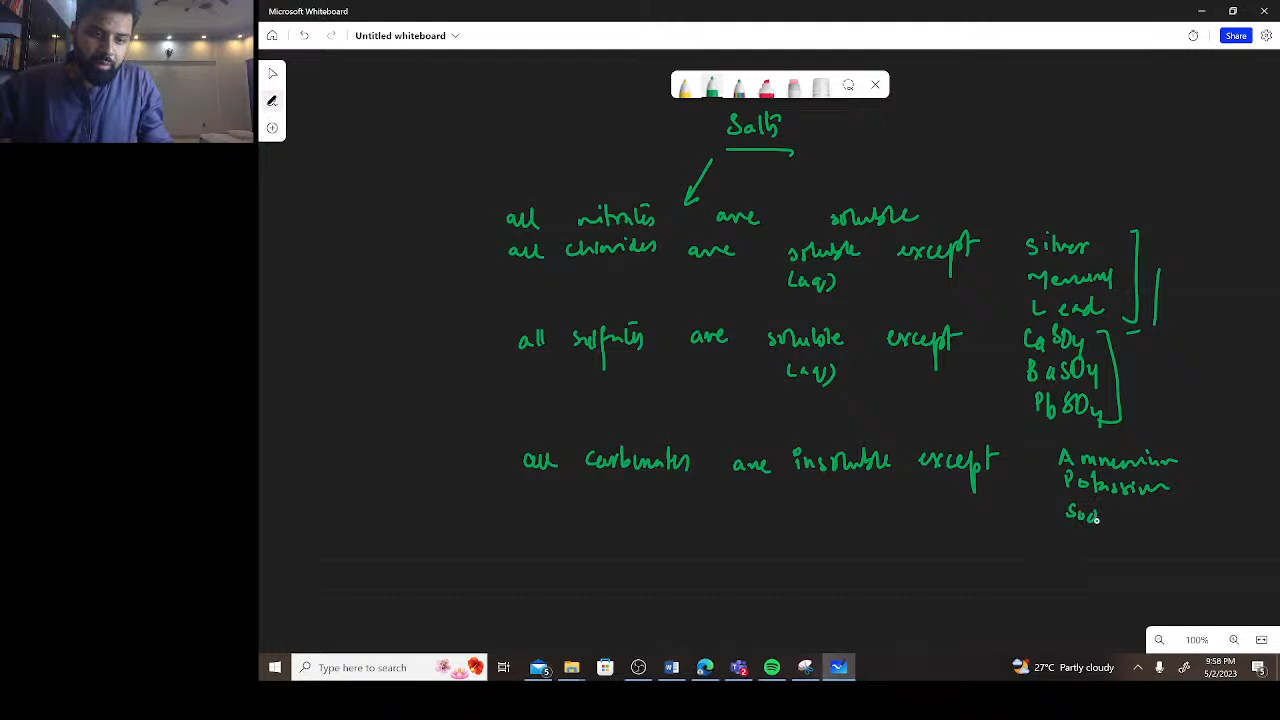 Microsoft Whiteboard
Untitled whiteboard
Share
Salts
all nitrates are soluble
all chlorides are soluble except Silver
(aq) Mercury
Lead
all sulfates are soluble except CaSO4
(aq) BaSO4
PbSO4
all carbonates are insoluble except Ammonium
Potassium
Sod
100%
Type here to search
27°C Partly cloudy
9:58 PM
5/2/2023